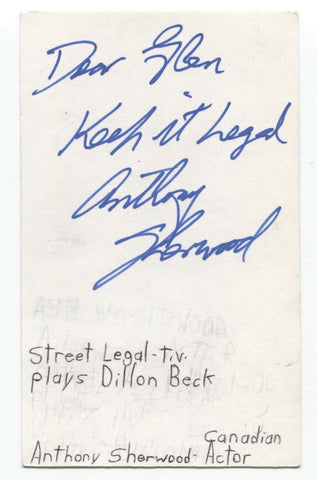 Dear Glen
Keep it Legal
Anthony
Sherwood
Street Legal-t.v.
plays Dillon Beck
Canadian
Anthony Sherwood- Actor